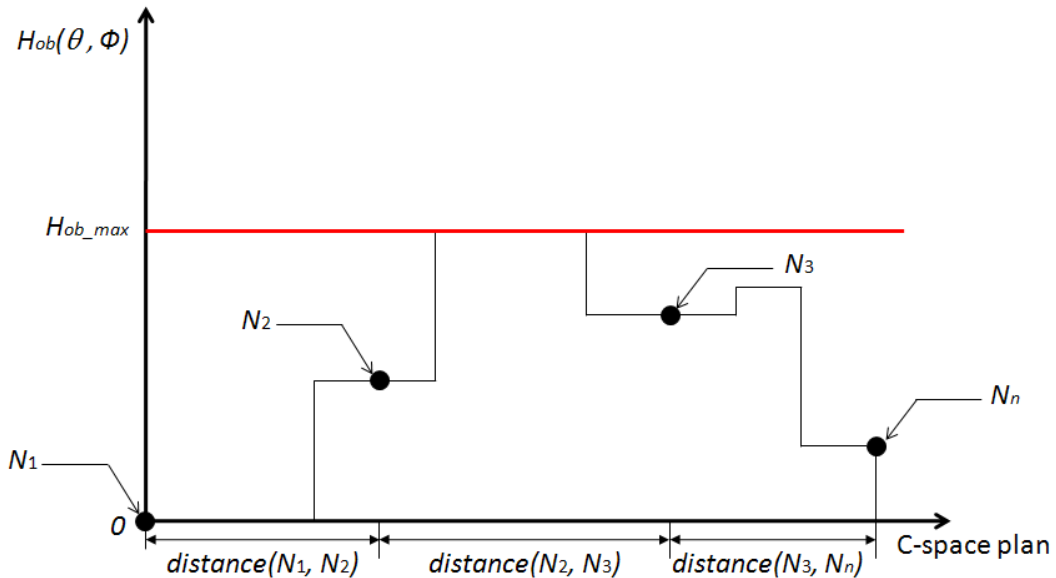 Hob(θ, Φ)
Hob_max
N3
N2
Nn
N1
0
C-space plan
distance(N1, N2)
distance(N2, N3)
distance(N3, Nn)